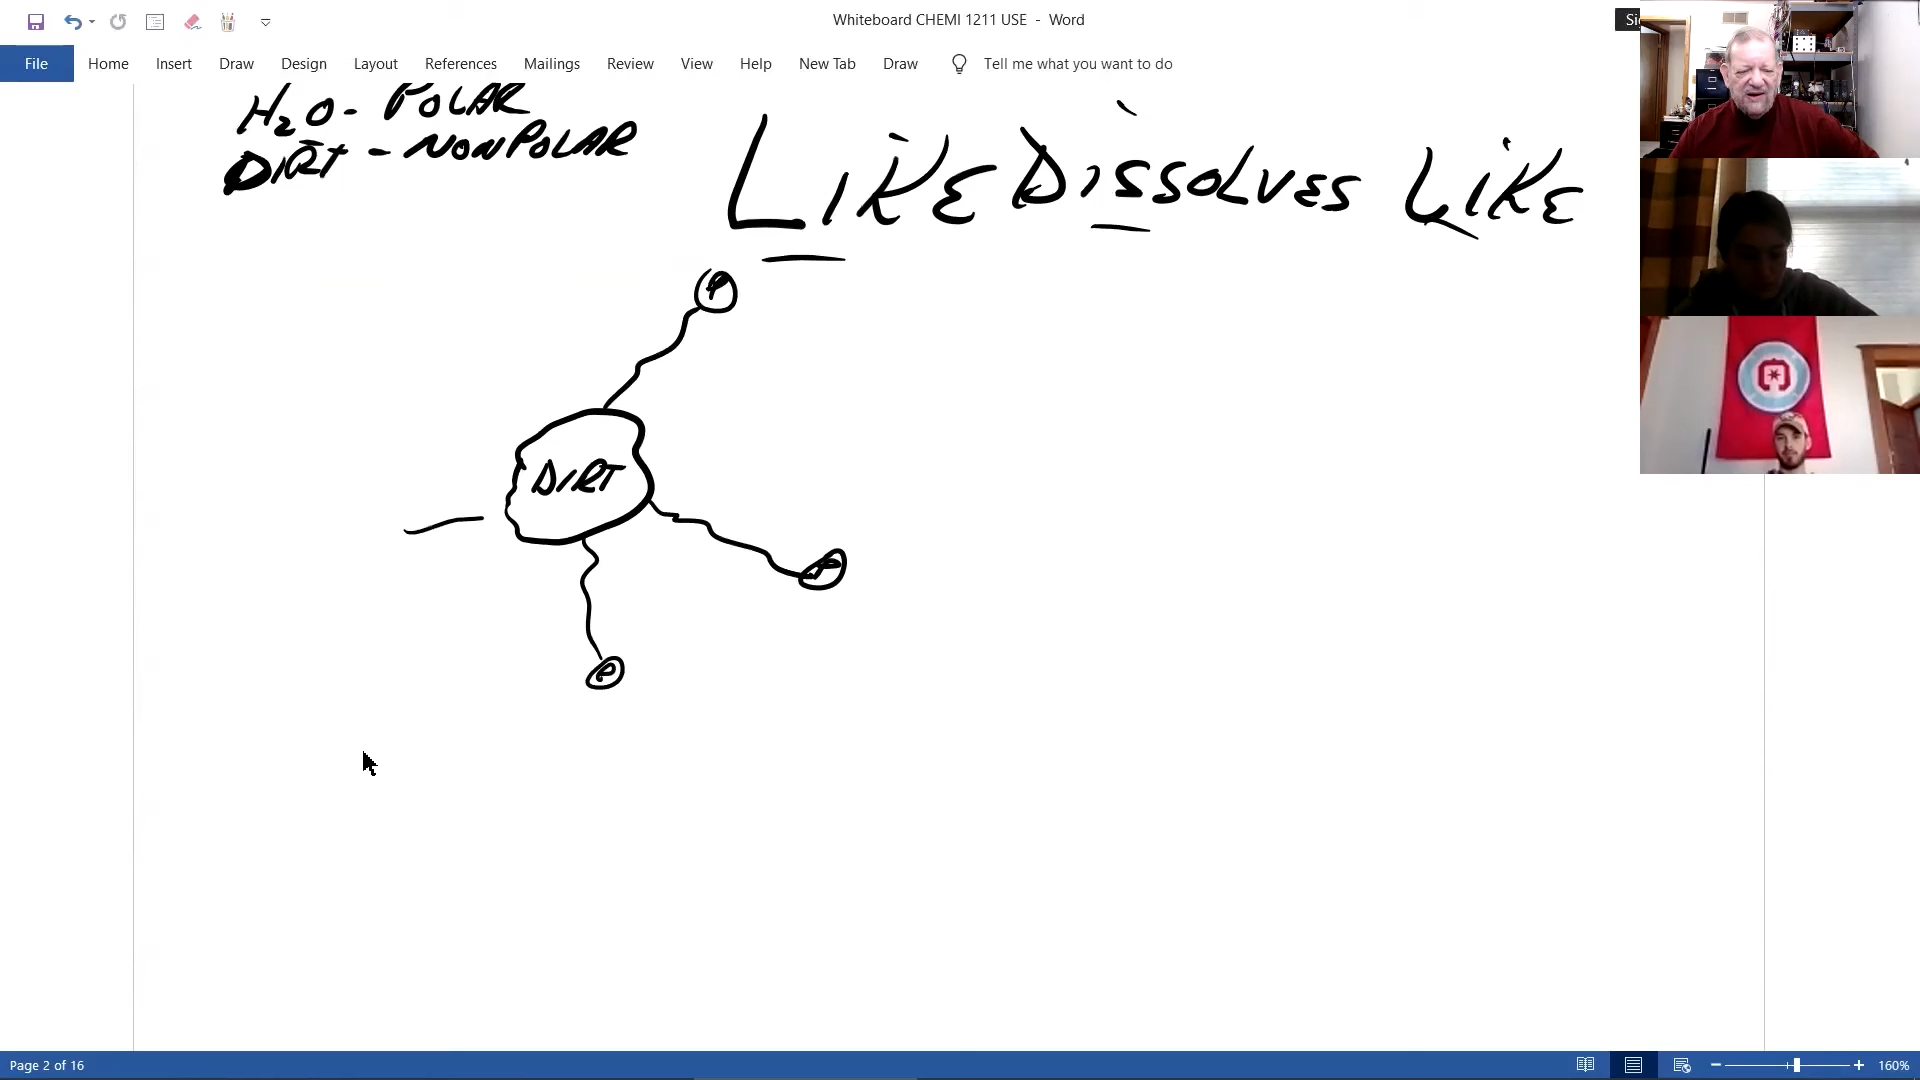 Whiteboard CHEMI 1211 USE - Word
File Home Insert Draw Design Layout References Mailings Review View Help New Tab Draw Tell me what you want to do
H2O - POLAR
DIRT - NONPOLAR
LIKE DISSOLVES LIKE
P
DIRT
P
P
Page 2 of 16
160%